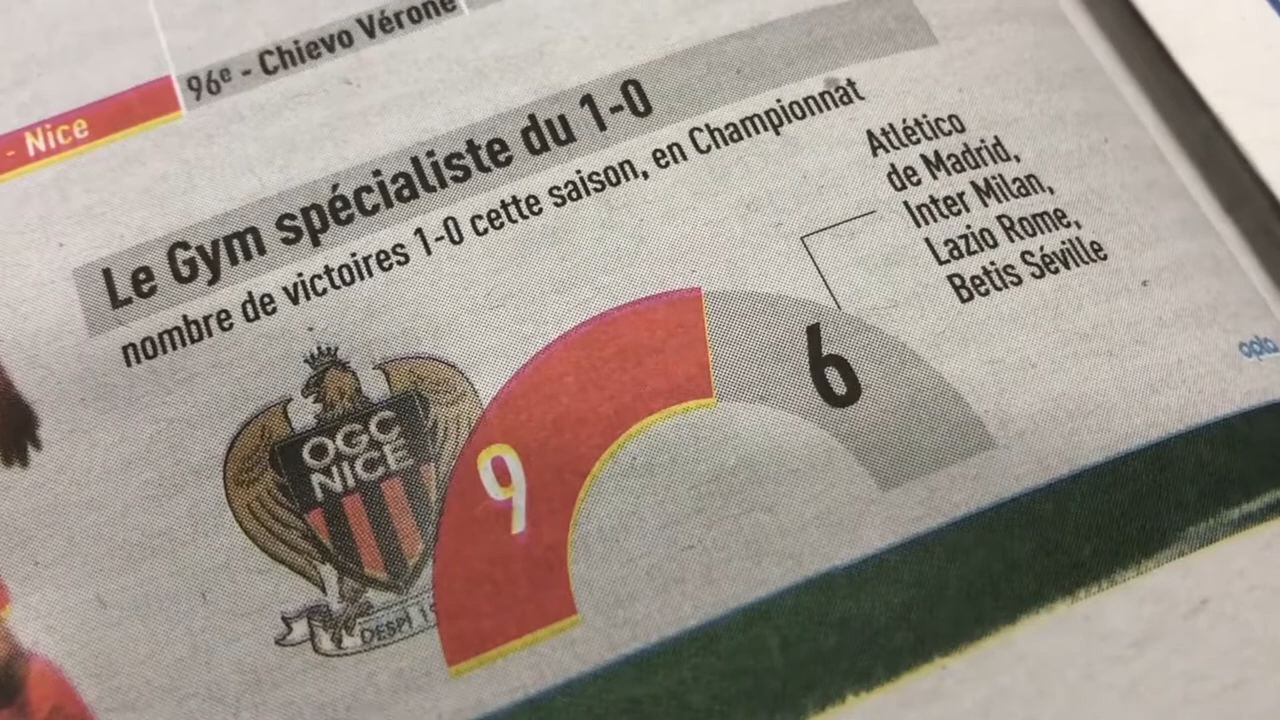 96e - Chievo Vérone
- Nice
Le Gym spécialiste du 1-0
nombre de victoires 1-0 cette saison, en Championnat
Atlético
de Madrid,
Inter Milan,
Lazio Rome,
Betis Séville
6
9
OGC
NICE
DESPI
opta